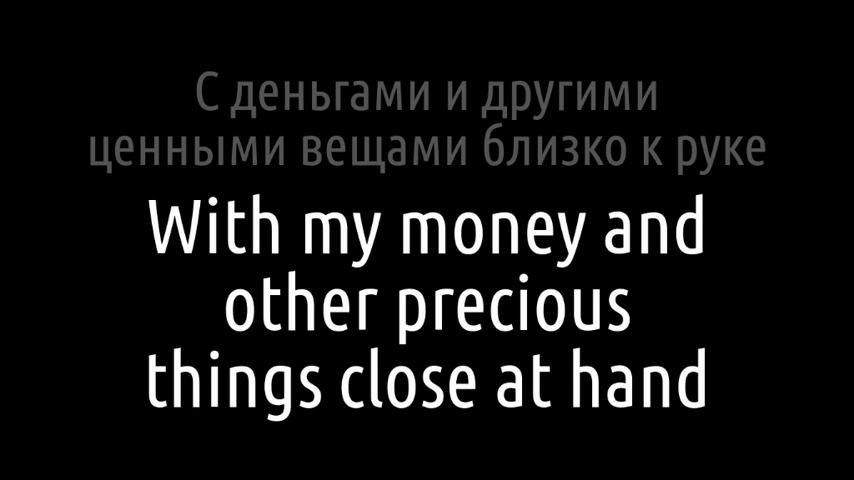 С деньгами и другими
ценными вещами близко к руке
With my money and
other precious
things close at hand